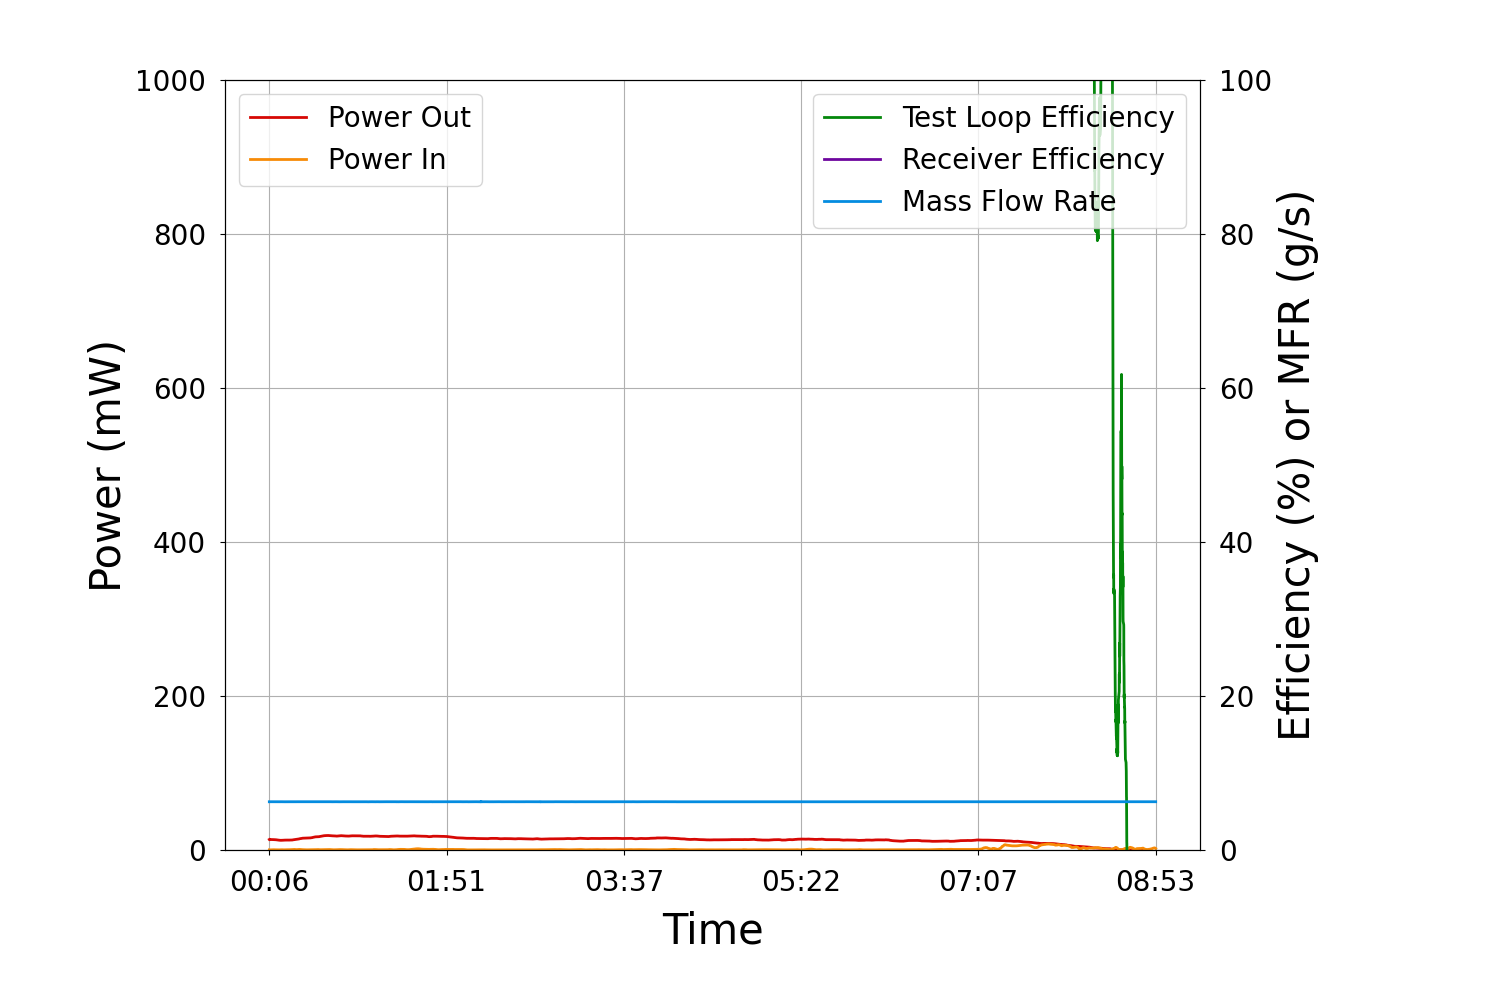 1000
800
600
400
200
0
Power (mW)
Power Out
Power In
Test Loop Efficiency
Receiver Efficiency
Mass Flow Rate
100
80
60
40
20
0
Efficiency (%) or MFR (g/s)
00:06 01:51 03:37 05:22 07:07 08:53
Time